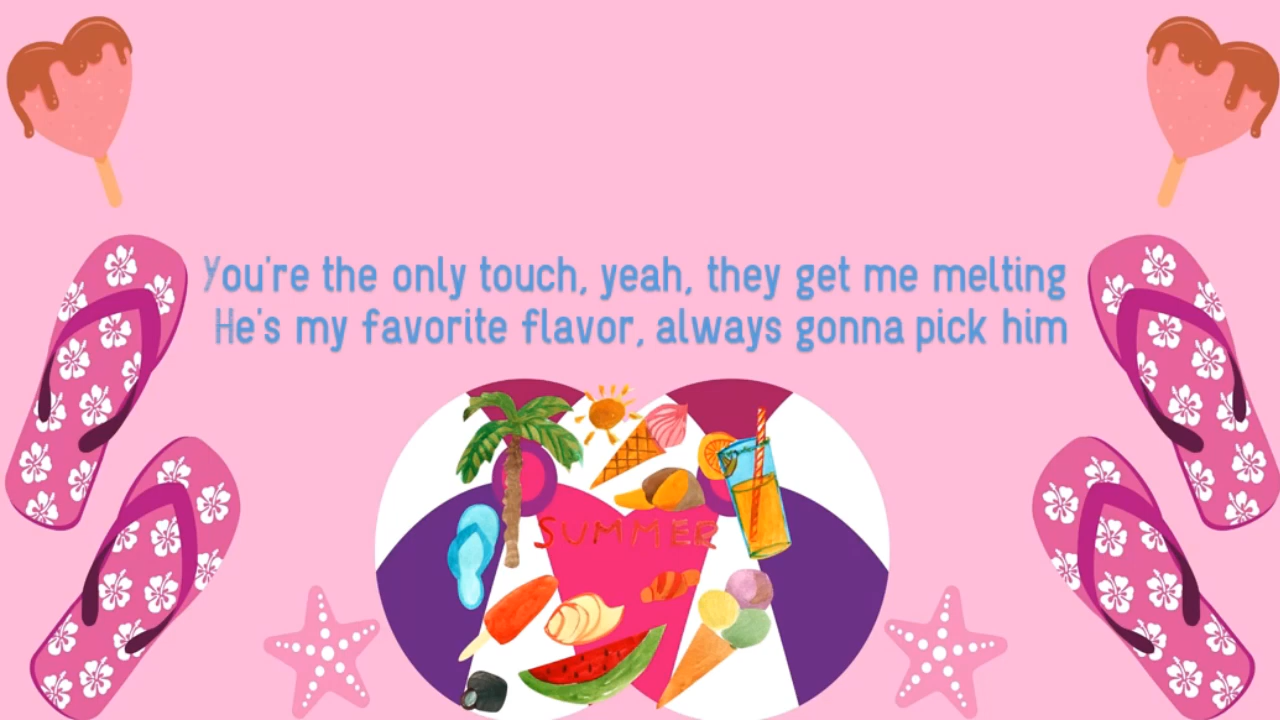 You're the only touch, yeah, they get me melting
He's my favorite flavor, always gonna pick him
SUMMER